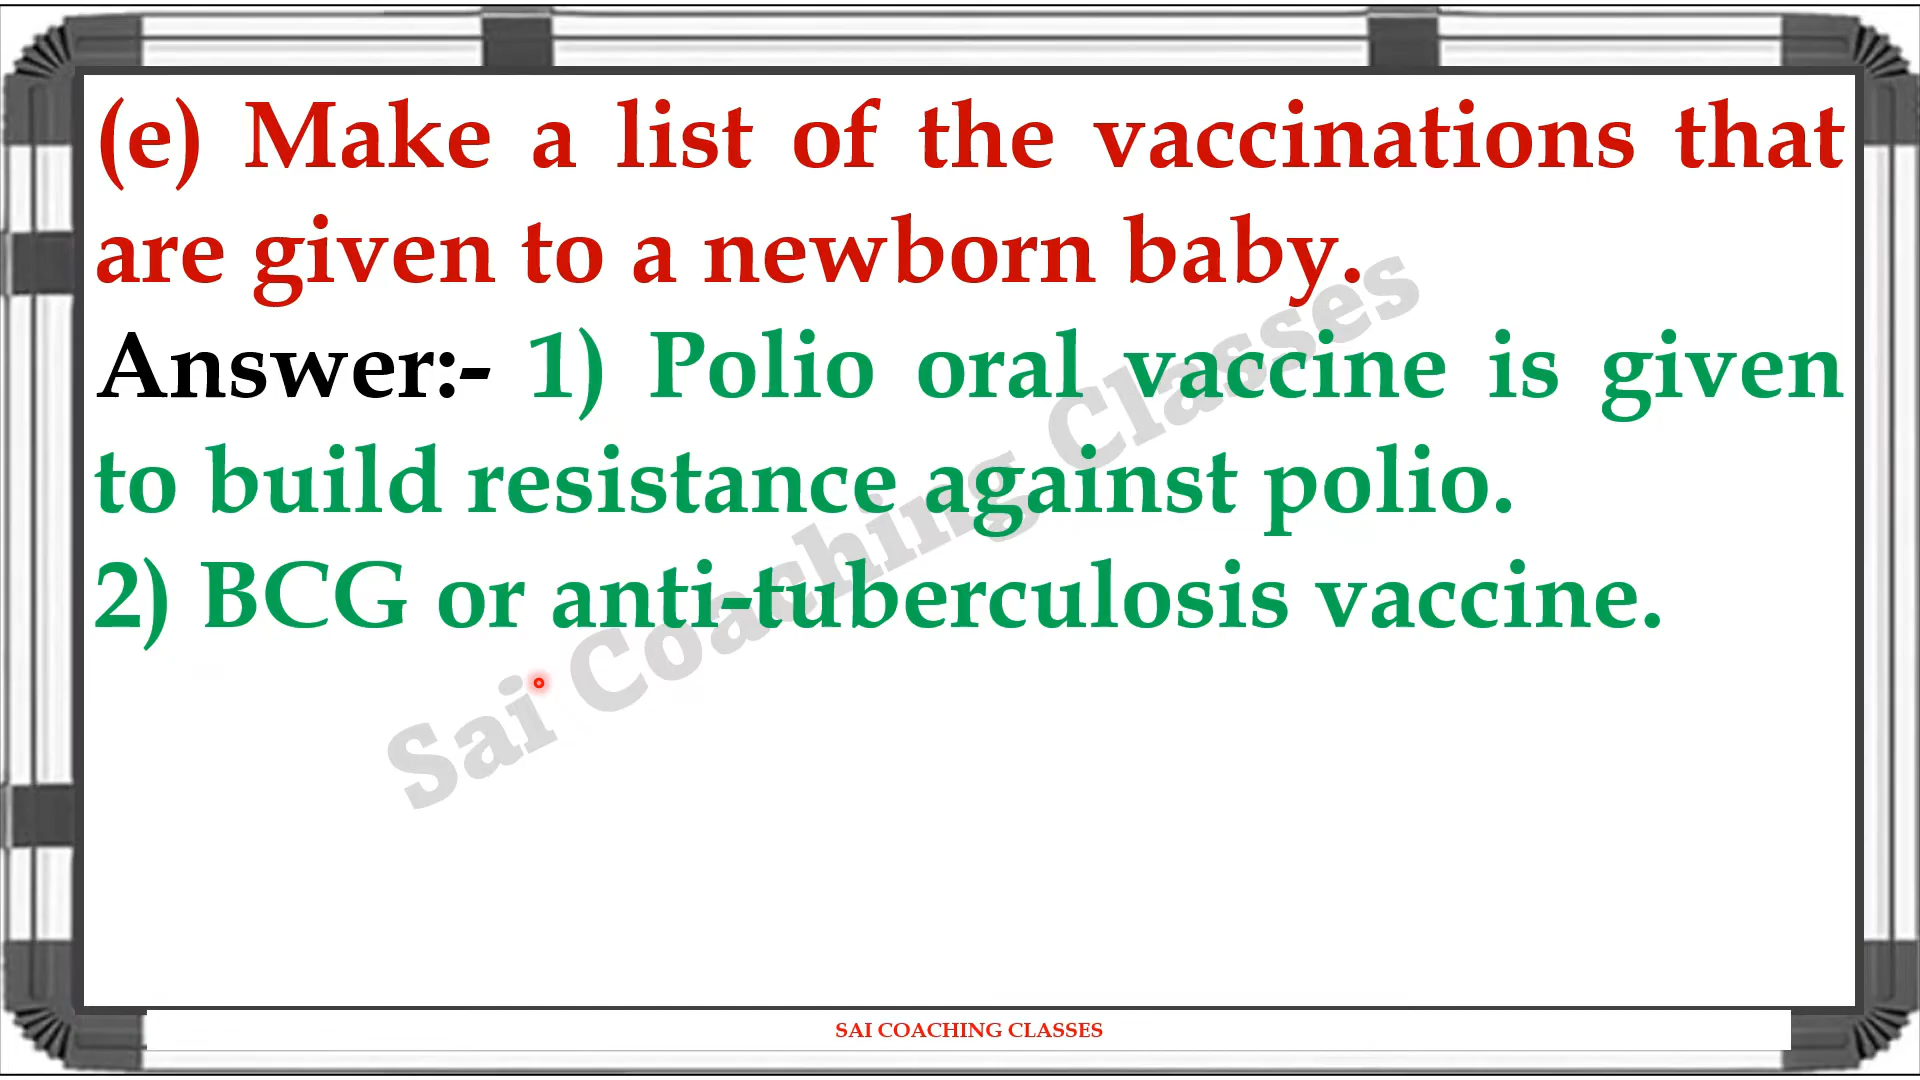 (e) Make a list of the vaccinations that
are given to a newborn baby.
Answer:- 1) Polio oral vaccine is given
to build resistance against polio.
2) BCG or anti-tuberculosis vaccine.
Sai Coaching Classes
SAI COACHING CLASSES